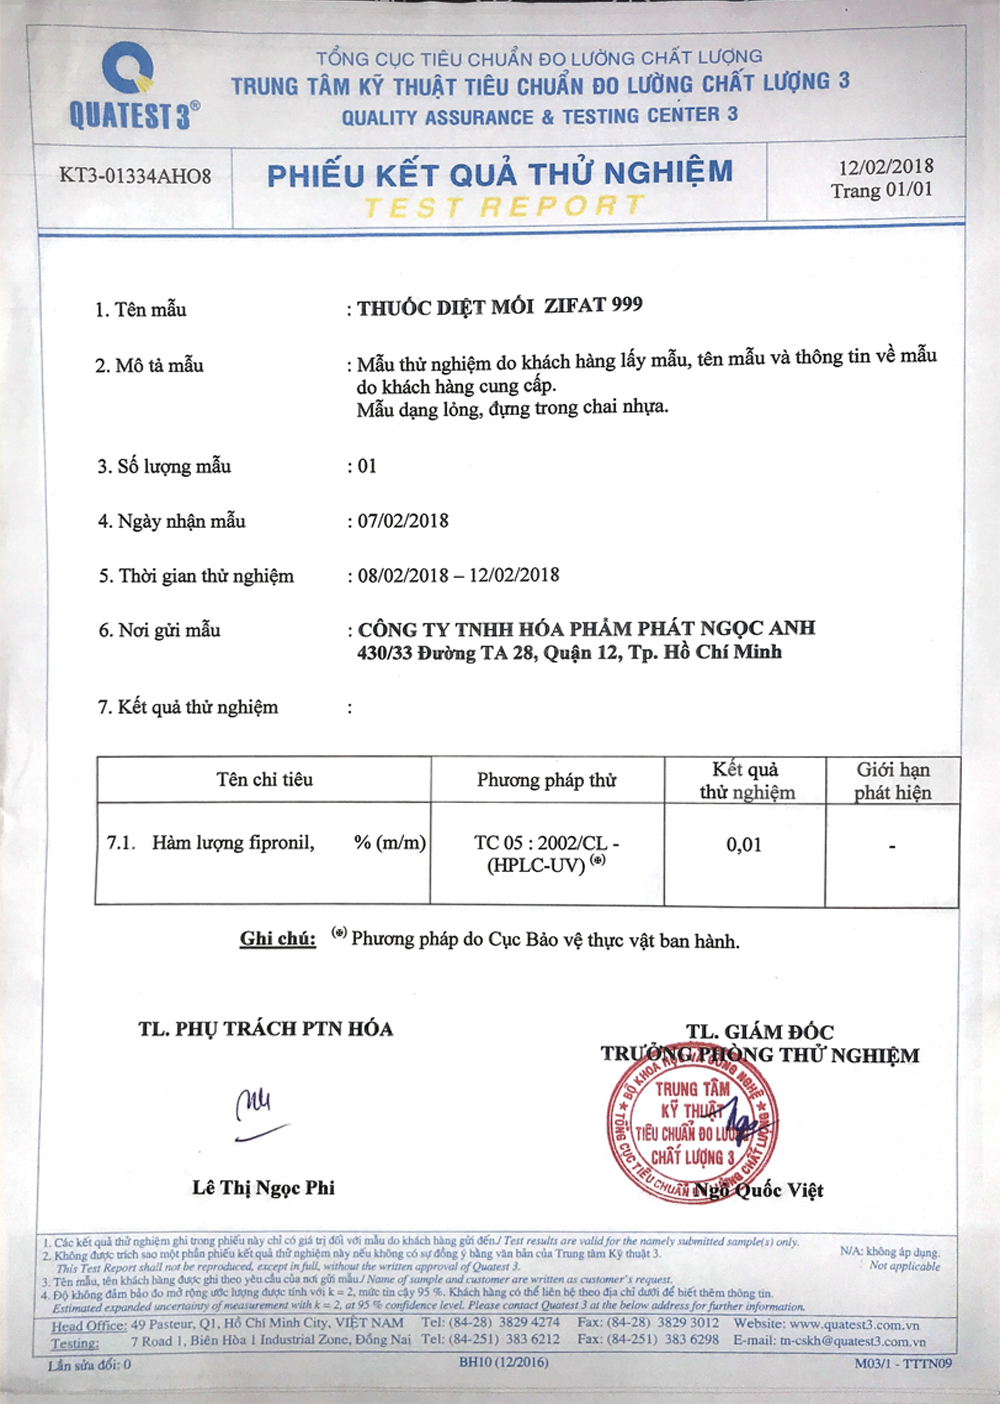 QUATEST 3®
TỔNG CỤC TIÊU CHUẨN ĐO LƯỜNG CHẤT LƯỢNG
TRUNG TÂM KỸ THUẬT TIÊU CHUẨN ĐO LƯỜNG CHẤT LƯỢNG 3
QUALITY ASSURANCE & TESTING CENTER 3
KT3-01334AHO8
PHIẾU KẾT QUẢ THỬ NGHIỆM
TEST REPORT
12/02/2018
Trang 01/01
1. Tên mẫu : THUỐC DIỆT MỐI ZIFAT 999
2. Mô tả mẫu : Mẫu thử nghiệm do khách hàng lấy mẫu, tên mẫu và thông tin về mẫu
do khách hàng cung cấp.
Mẫu dạng lỏng, đựng trong chai nhựa.
3. Số lượng mẫu : 01
4. Ngày nhận mẫu : 07/02/2018
5. Thời gian thử nghiệm : 08/02/2018 – 12/02/2018
6. Nơi gửi mẫu : CÔNG TY TNHH HÓA PHẨM PHÁT NGỌC ANH
430/33 Đường TA 28, Quận 12, Tp. Hồ Chí Minh
7. Kết quả thử nghiệm :
Tên chỉ tiêu Phương pháp thử Kết quả thử nghiệm Giới hạn phát hiện
7.1. Hàm lượng fipronil, % (m/m) TC 05 : 2002/CL - (HPLC-UV) (※) 0,01 -
Ghi chú: (※) Phương pháp do Cục Bảo vệ thực vật ban hành.
TL. PHỤ TRÁCH PTN HÓA
TL. GIÁM ĐỐC
TRƯỞNG PHÒNG THỬ NGHIỆM
BỘ KHOA HỌC VÀ CÔNG NGHỆ
TRUNG TÂM
KỸ THUẬT
TIÊU CHUẨN ĐO LƯỜNG
CHẤT LƯỢNG 3
TỔNG CỤC TIÊU CHUẨN ĐO LƯỜNG CHẤT LƯỢNG
Lê Thị Ngọc Phi
Ngô Quốc Việt
1. Các kết quả thử nghiệm ghi trong phiếu này chỉ có giá trị đối với mẫu do khách hàng gửi đến./ Test results are valid for the namely submitted sample(s) only.
2. Không được trích sao một phần phiếu kết quả thử nghiệm này nếu không có sự đồng ý bằng văn bản của Trung tâm Kỹ thuật 3.
This Test Report shall not be reproduced, except in full, without the written approval of Quatest 3.
3. Tên mẫu, tên khách hàng được ghi theo yêu cầu của nơi gửi mẫu./ Name of sample and customer are written as customer's request.
4. Độ không đảm bảo đo mở rộng ước lượng được tính với k = 2, mức tin cậy 95 %. Khách hàng có thể liên hệ theo địa chỉ dưới để biết thêm thông tin.
Estimated expanded uncertainty of measurement with k = 2, at 95 % confidence level. Please contact Quatest 3 at the below address for further information.
N/A: không áp dụng.
Not applicable
Head Office: 49 Pasteur, Q1, Hồ Chí Minh City, VIỆT NAM Tel: (84-28) 3829 4274 Fax: (84-28) 3829 3012 Website: www.quatest3.com.vn
Testing: 7 Road 1, Biên Hòa 1 Industrial Zone, Đồng Nai Tel: (84-251) 383 6212 Fax: (84-251) 383 6298 E-mail: tn-cskh@quatest3.com.vn
Lần sửa đổi: 0
BH10 (12/2016)
M03/1 - TTTN09